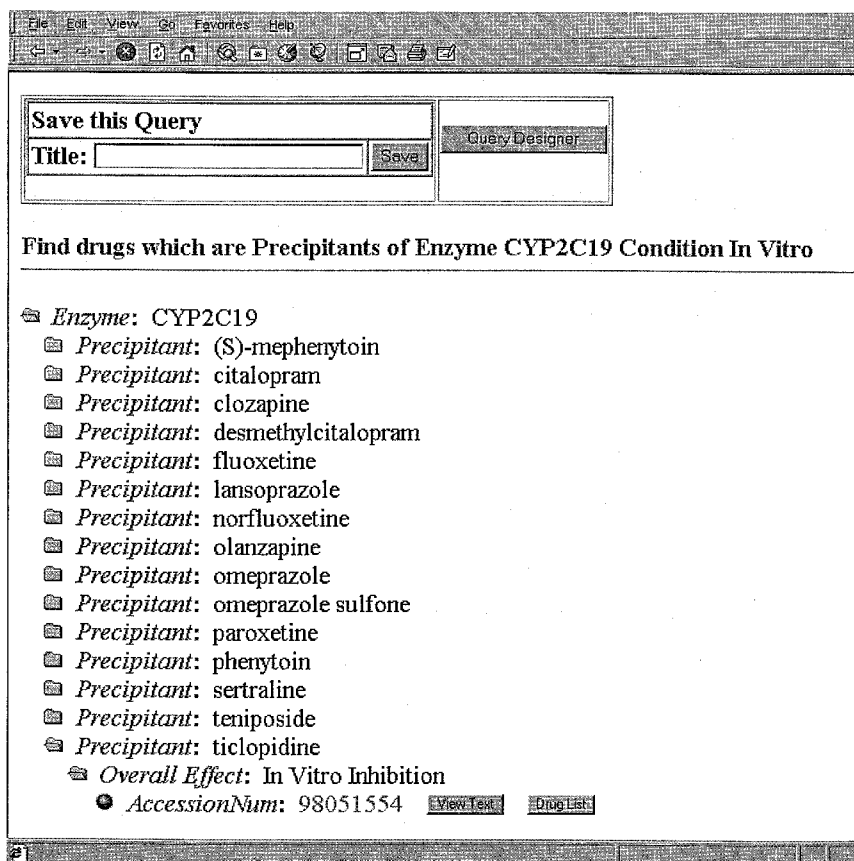 File Edit View Go Favorites Help
Save this Query
Title: Save
Query Designer
Find drugs which are Precipitants of Enzyme CYP2C19 Condition In Vitro
Enzyme: CYP2C19
Precipitant: (S)-mephenytoin
Precipitant: citalopram
Precipitant: clozapine
Precipitant: desmethylcitalopram
Precipitant: fluoxetine
Precipitant: lansoprazole
Precipitant: norfluoxetine
Precipitant: olanzapine
Precipitant: omeprazole
Precipitant: omeprazole sulfone
Precipitant: paroxetine
Precipitant: phenytoin
Precipitant: sertraline
Precipitant: teniposide
Precipitant: ticlopidine
Overall Effect: In Vitro Inhibition
AccessionNum: 98051554 View Text Drug List